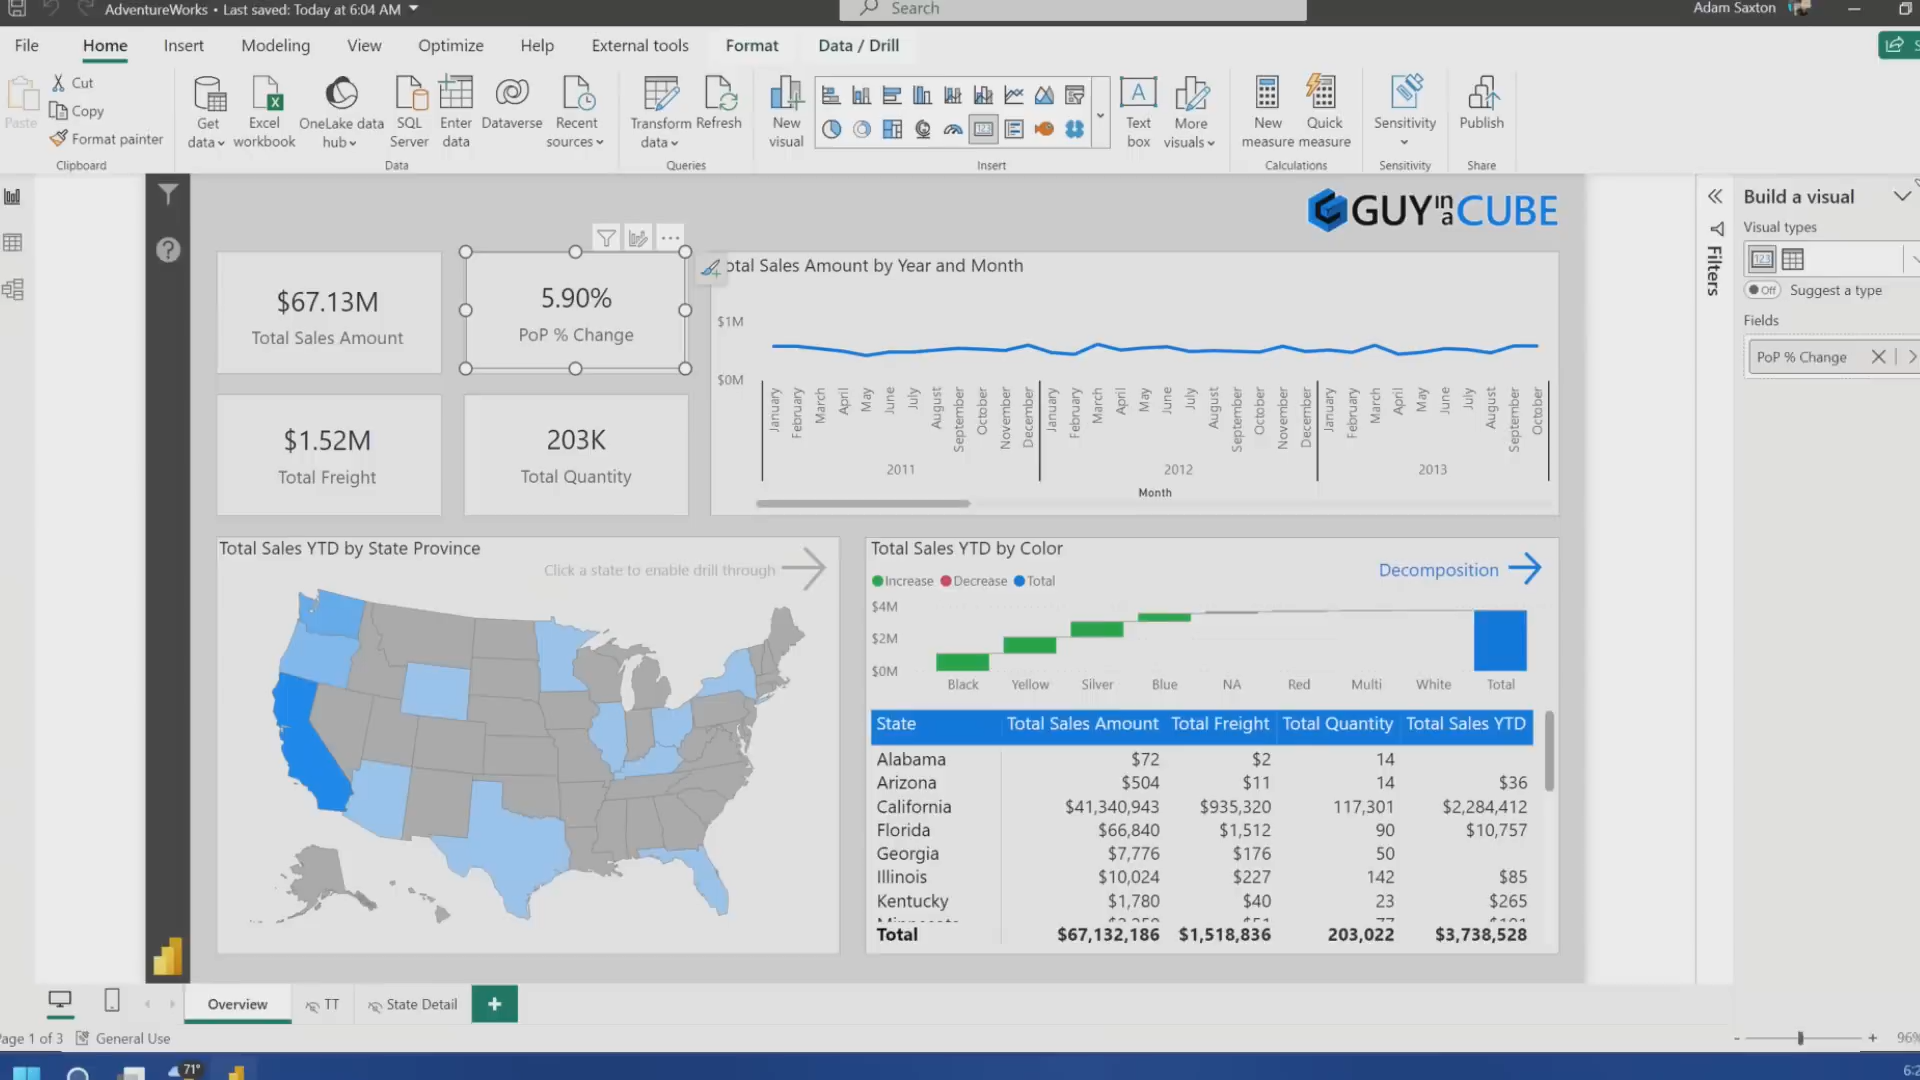 AdventureWorks • Last saved: Today at 6:04 AM
Search
Adam Saxton
File Home Insert Modeling View Optimize Help External tools Format Data / Drill
Paste
Cut
Copy
Format painter
Clipboard
Get data
Excel workbook
OneLake data hub
SQL Server
Enter data
Dataverse
Recent sources
Data
Transform data
Refresh
Queries
New visual
Text box
More visuals
Insert
New measure
Quick measure
Calculations
Sensitivity
Sensitivity
Publish
Share
GUY in a CUBE
Build a visual
Visual types
Off Suggest a type
Fields
PoP % Change
Filters
$67.13M
Total Sales Amount
5.90%
PoP % Change
$1.52M
Total Freight
203K
Total Quantity
otal Sales Amount by Year and Month
$1M
$0M
January February March April May June July August September October November December January February March April May June July August September October November December January February March April May June July August September October
2011 2012 2013
Month
Total Sales YTD by State Province
Click a state to enable drill through
Total Sales YTD by Color
Increase Decrease Total
Decomposition
$4M
$2M
$0M
Black Yellow Silver Blue NA Red Multi White Total
State Total Sales Amount Total Freight Total Quantity Total Sales YTD
Alabama $72 $2 14
Arizona $504 $11 14 $36
California $41,340,943 $935,320 117,301 $2,284,412
Florida $66,840 $1,512 90 $10,757
Georgia $7,776 $176 50
Illinois $10,024 $227 142 $85
Kentucky $1,780 $40 23 $265
Total $67,132,186 $1,518,836 203,022 $3,738,528
Overview TT State Detail +
age 1 of 3 General Use
- + 96%
71°